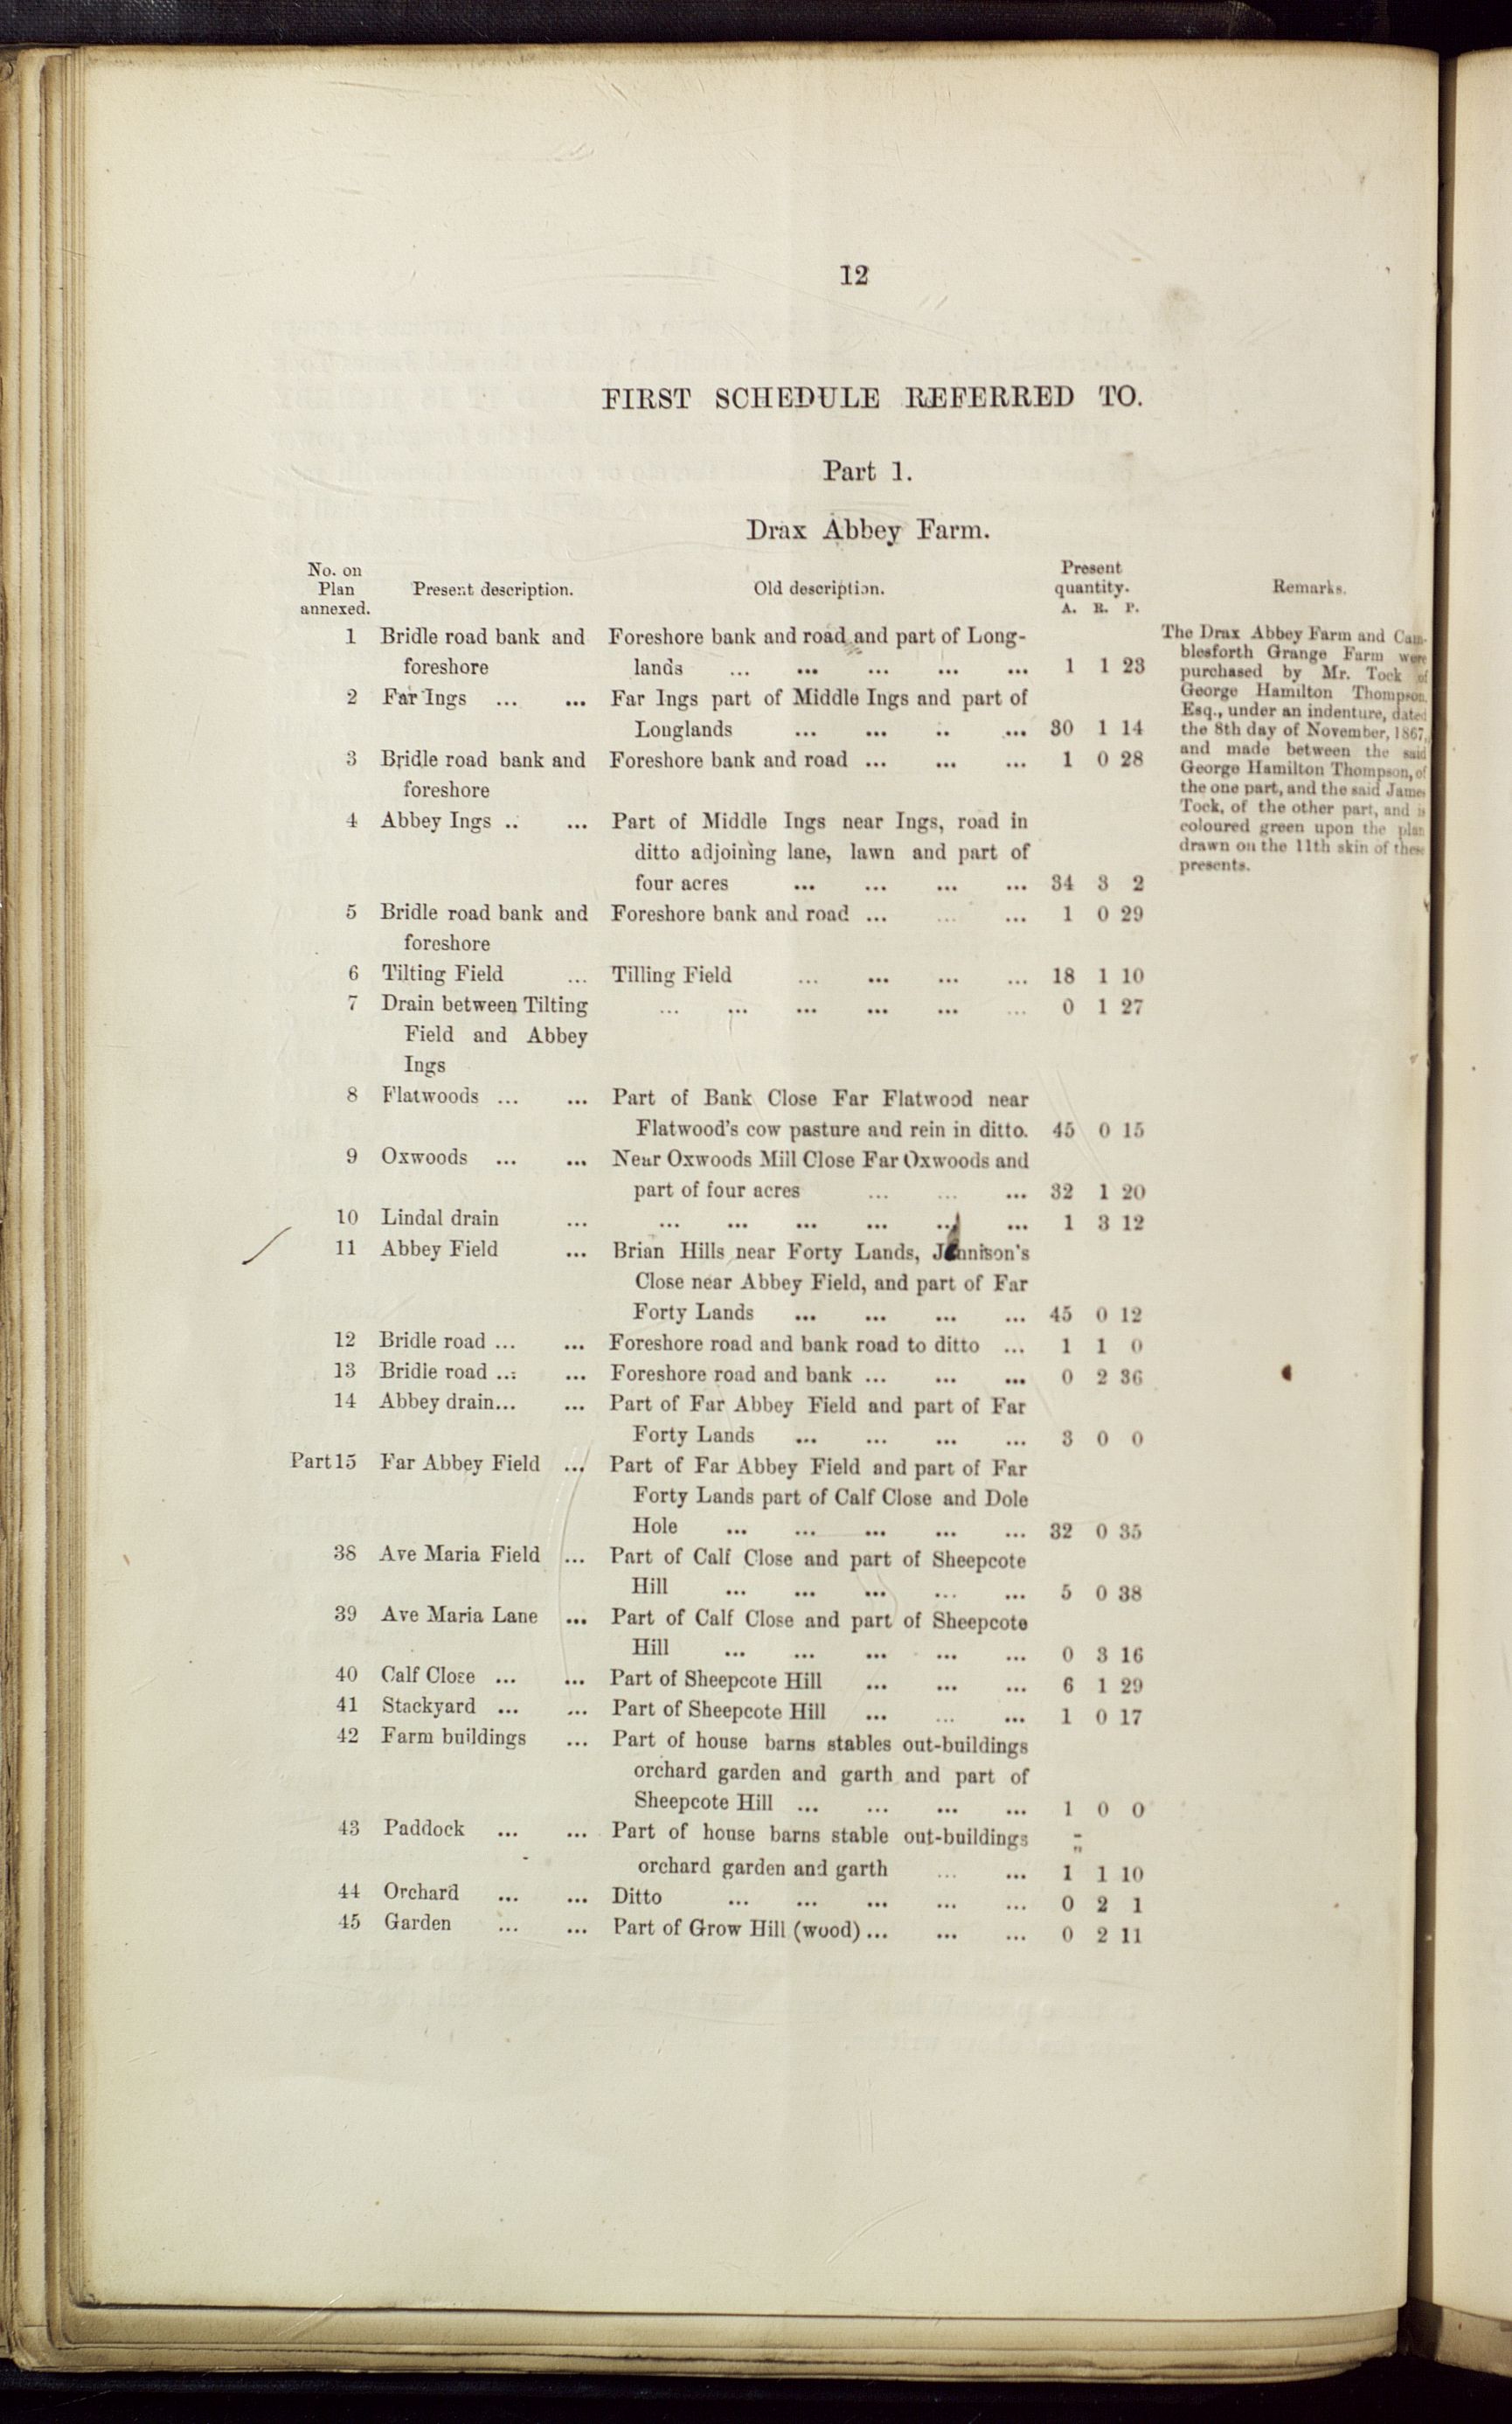 12
FIRST SCHEDULE REFERRED TO.
Part 1.
Drax Abbey Farm.
No. on Plan annexed. Present description. Old description. Present quantity. Remarks.
A. R. P.
1 Bridle road bank and Foreshore bank and road and part of Long-
foreshore lands ... ... ... ... ... 1 1 23
2 Far Ings ... ... Far Ings part of Middle Ings and part of
Longlands ... ... .. ... 30 1 14
3 Bridle road bank and Foreshore bank and road ... ... ... 1 0 28
foreshore
4 Abbey Ings .. ... Part of Middle Ings near Ings, road in
ditto adjoining lane, lawn and part of
four acres ... ... ... ... 34 3 2
5 Bridle road bank and Foreshore bank and road ... ... ... 1 0 29
foreshore
6 Tilting Field ... Tilling Field ... ... ... ... 18 1 10
7 Drain between Tilting ... ... ... ... ... ... 0 1 27
Field and Abbey
Ings
8 Flatwoods ... ... Part of Bank Close Far Flatwood near
Flatwood's cow pasture and rein in ditto. 45 0 15
9 Oxwoods ... ... Near Oxwoods Mill Close Far Oxwoods and
part of four acres ... ... ... 32 1 20
10 Lindal drain ... ... ... ... ... ... ... 1 3 12
11 Abbey Field ... Brian Hills near Forty Lands, Jennison's
Close near Abbey Field, and part of Far
Forty Lands ... ... ... ... 45 0 12
12 Bridle road ... ... Foreshore road and bank road to ditto ... 1 1 0
13 Bridle road ... ... Foreshore road and bank ... ... ... 0 2 36
14 Abbey drain... ... Part of Far Abbey Field and part of Far
Forty Lands ... ... ... ... 3 0 0
Part 15 Far Abbey Field ... Part of Far Abbey Field and part of Far
Forty Lands part of Calf Close and Dole
Hole ... ... ... ... ... 32 0 35
38 Ave Maria Field ... Part of Calf Close and part of Sheepcote
Hill ... ... ... ... ... 5 0 38
39 Ave Maria Lane ... Part of Calf Close and part of Sheepcote
Hill ... ... ... ... ... 0 3 16
40 Calf Close ... ... Part of Sheepcote Hill ... ... ... 6 1 29
41 Stackyard ... ... Part of Sheepcote Hill ... ... ... 1 0 17
42 Farm buildings ... Part of house barns stables out-buildings
orchard garden and garth and part of
Sheepcote Hill ... ... ... ... 1 0 0
43 Paddock ... ... Part of house barns stable out-buildings
orchard garden and garth ... ... 1 1 10
44 Orchard ... ... Ditto ... ... ... ... ... 0 2 1
45 Garden ... ... Part of Grow Hill (wood) ... ... ... 0 2 11
The Drax Abbey Farm and Cam-
blesforth Grange Farm were
purchased by Mr. Tock of
George Hamilton Thompson,
Esq., under an indenture, dated
the 8th day of November, 1867,
and made between the said
George Hamilton Thompson, of
the one part, and the said James
Tock, of the other part, and is
coloured green upon the plan
drawn on the 11th skin of these
presents.